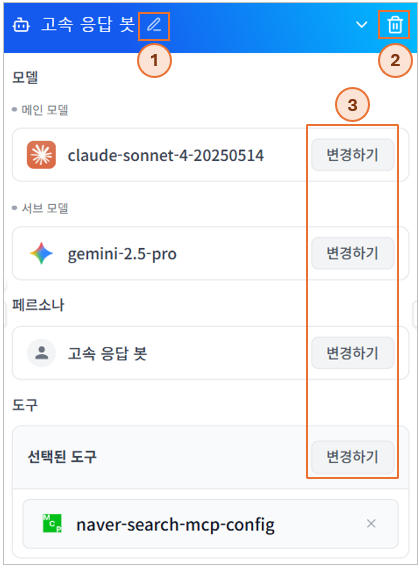 고속 응답 봇
1
2
모델
3
메인 모델
claude-sonnet-4-20250514 변경하기
서브 모델
gemini-2.5-pro 변경하기
페르소나
고속 응답 봇 변경하기
도구
선택된 도구 변경하기
MCP naver-search-mcp-config ×